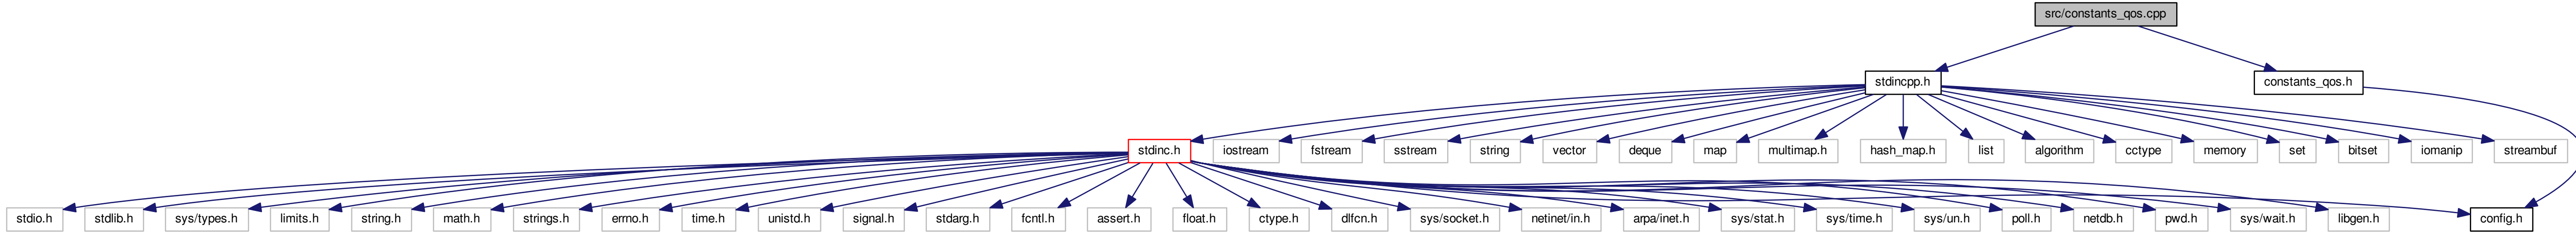 src/constants_qos.cpp
stdincpp.h
constants_qos.h
stdinc.h
iostream
fstream
sstream
string
vector
deque
map
multimap.h
hash_map.h
list
algorithm
cctype
memory
set
bitset
iomanip
streambuf
stdio.h
stdlib.h
sys/types.h
limits.h
string.h
math.h
strings.h
errno.h
time.h
unistd.h
signal.h
stdarg.h
fcntl.h
assert.h
float.h
ctype.h
dlfcn.h
sys/socket.h
netinet/in.h
arpa/inet.h
sys/stat.h
sys/time.h
sys/un.h
poll.h
netdb.h
pwd.h
sys/wait.h
libgen.h
config.h